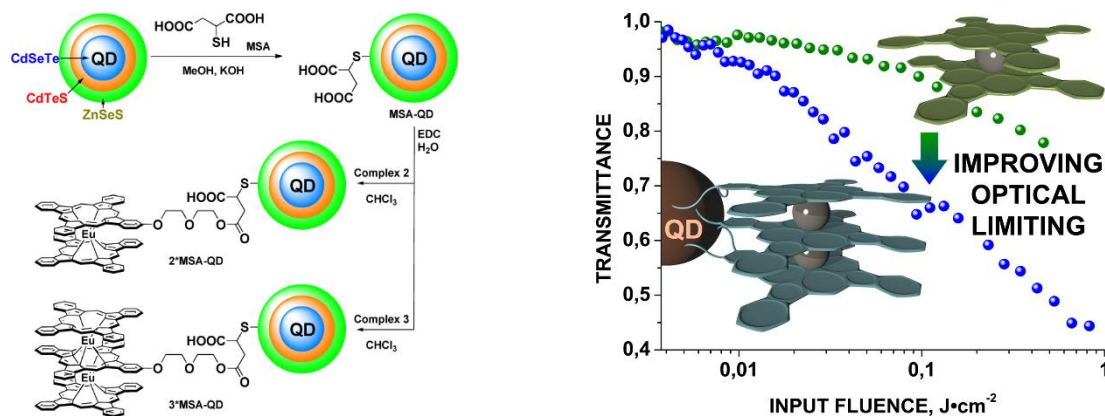 HOOC
COOH
SH
MSA
MeOH, KOH
CdSeTe
QD
CdTeS
ZnSeS
S
HOOC
HOOC
QD
MSA-QD
EDC
H₂O
Complex 2
CHCl₃
S
HOOC
QD
O
O
O
O
Eu
2*MSA-QD
Complex 3
CHCl₃
S
HOOC
QD
Eu
Eu
O
O
O
O
3*MSA-QD
TRANSMITTANCE
1,0
0,9
0,8
0,7
0,6
0,5
0,4
IMPROVING
OPTICAL
LIMITING
QD
0,01
0,1
1
INPUT FLUENCE, J•cm⁻²